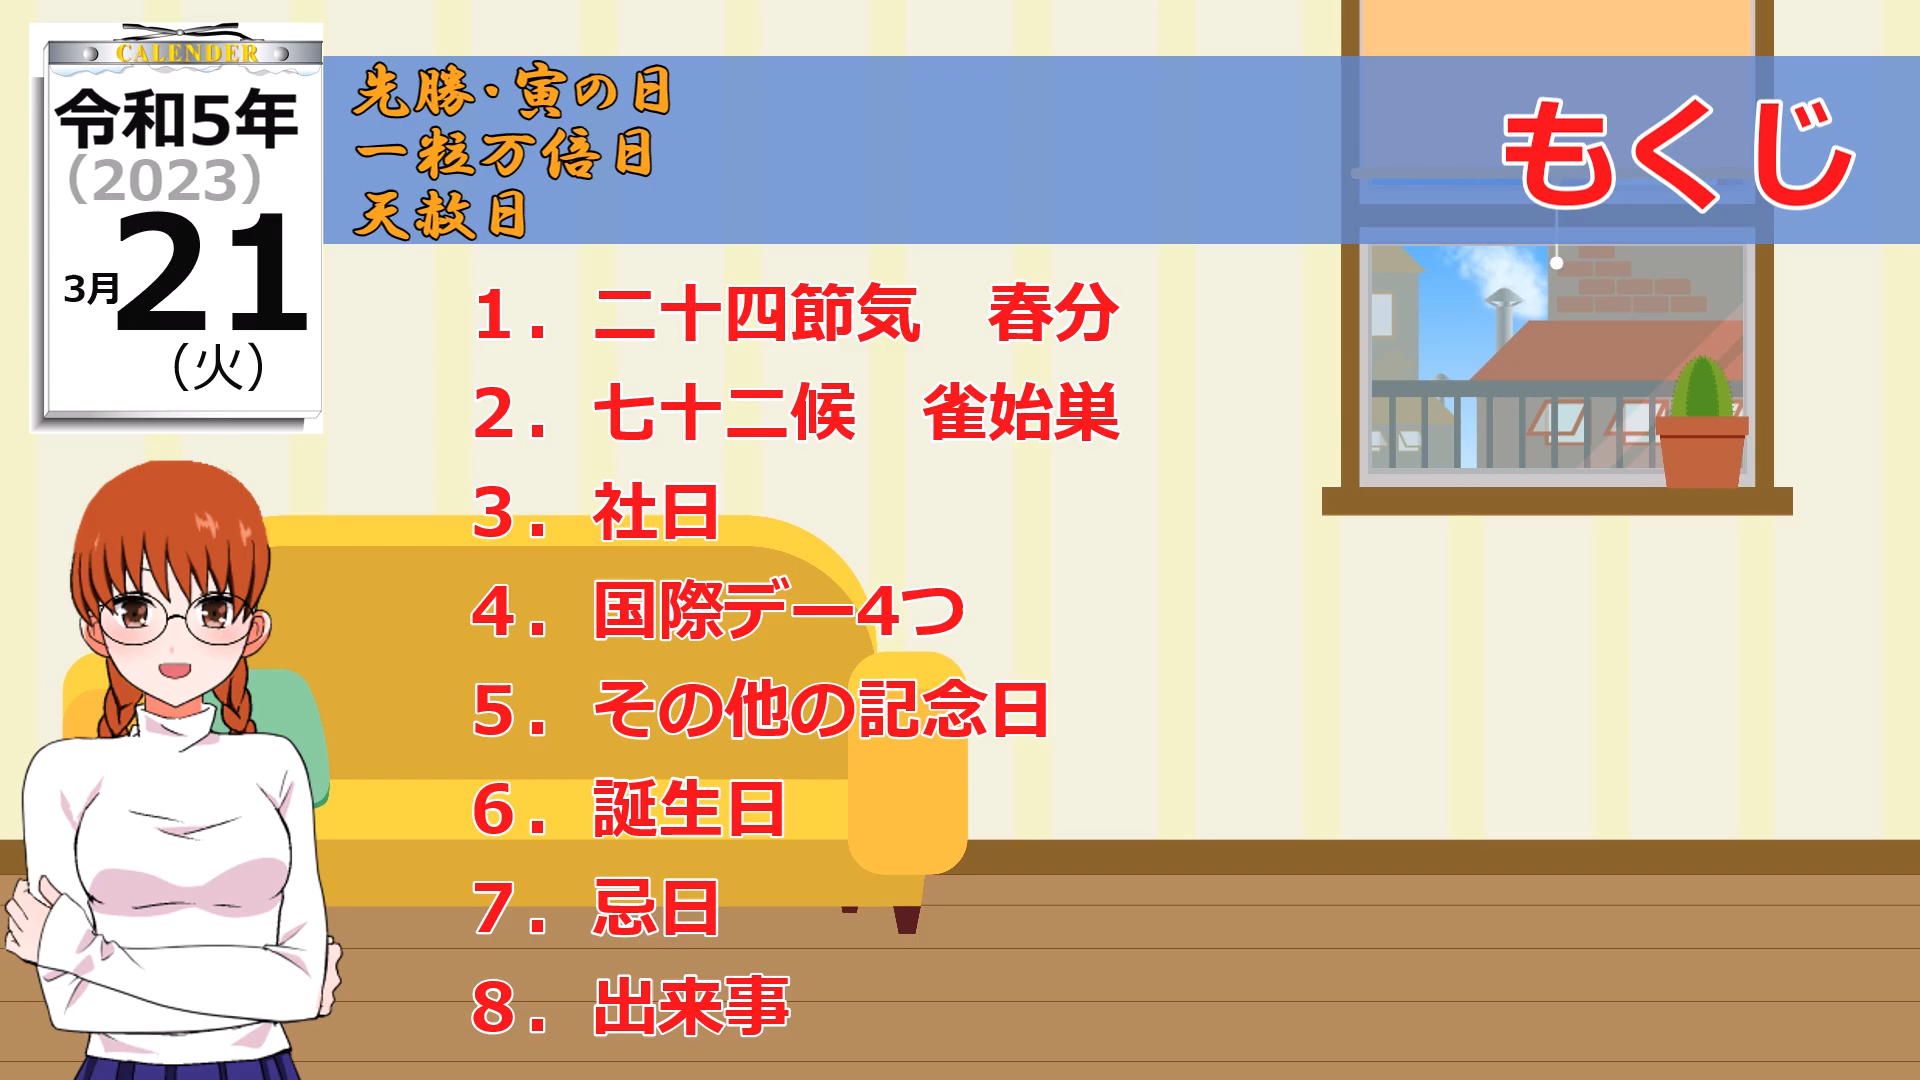 CALENDER
令和5年
（2023）
3月21
（火）
先勝・寅の日
一粒万倍日
天赦日
もくじ
１．二十四節気　春分
２．七十二候　雀始巣
３．社日
４．国際デー4つ
５．その他の記念日
６．誕生日
７．忌日
８．出来事